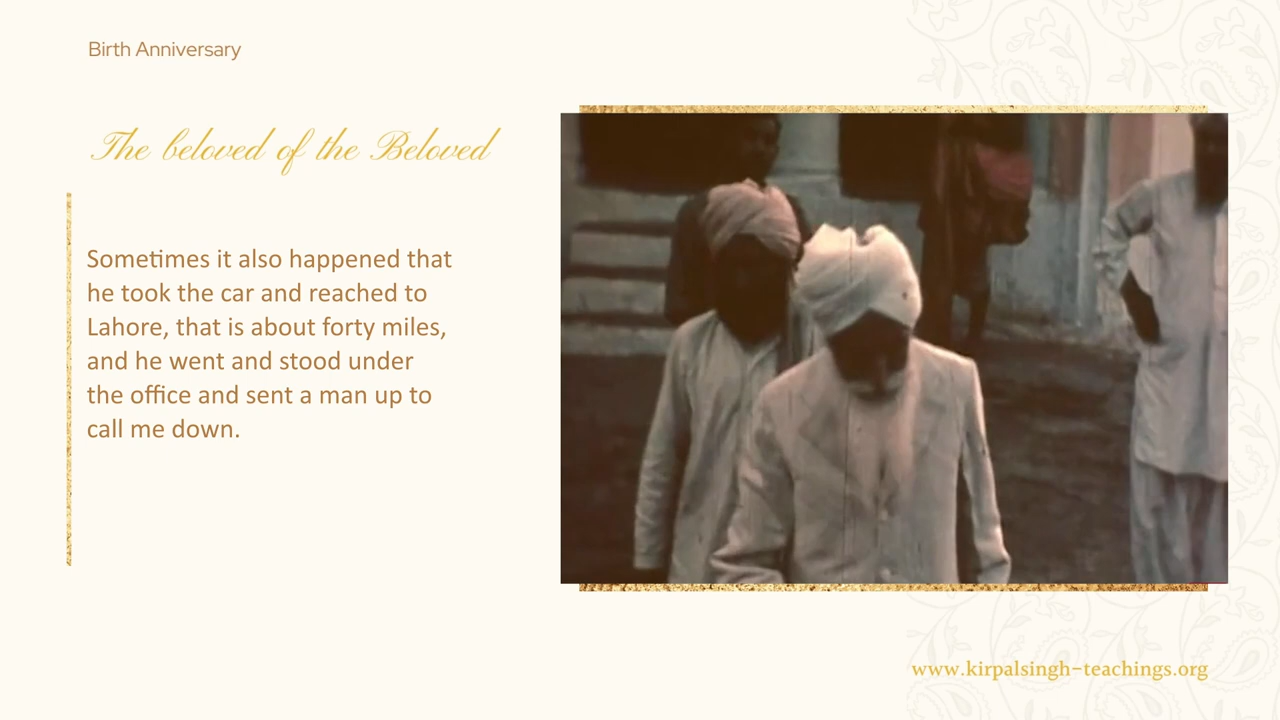 Birth Anniversary
The beloved of the Beloved
Sometimes it also happened that
he took the car and reached to
Lahore, that is about forty miles,
and he went and stood under
the office and sent a man up to
call me down.
www.kirpalsingh-teachings.org